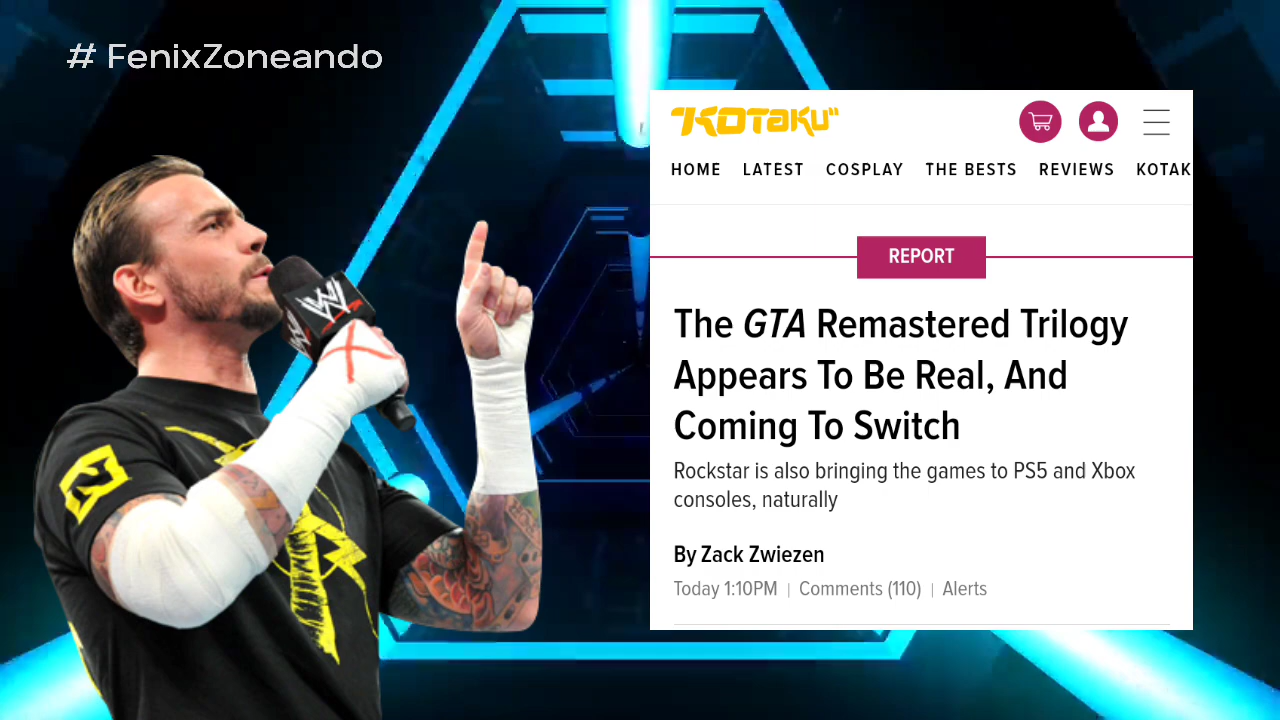 # FenixZoneando
KOTAKU
HOME LATEST COSPLAY THE BESTS REVIEWS KOTAK
REPORT
The GTA Remastered Trilogy
Appears To Be Real, And
Coming To Switch
Rockstar is also bringing the games to PS5 and Xbox
consoles, naturally
By Zack Zwiezen
Today 1:10PM | Comments (110) | Alerts
W
N